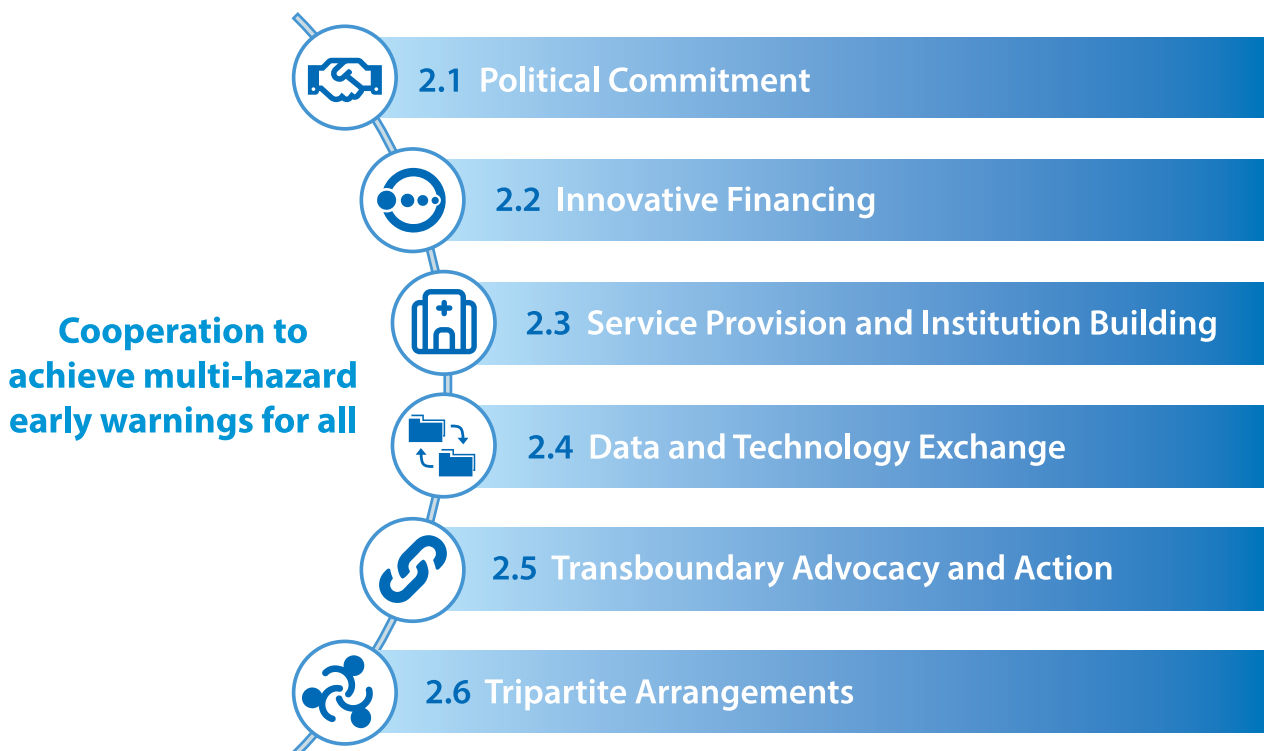 2.1 Political Commitment
2.2 Innovative Financing
Cooperation to
achieve multi-hazard
early warnings for all
2.3 Service Provision and Institution Building
2.4 Data and Technology Exchange
2.5 Transboundary Advocacy and Action
2.6 Tripartite Arrangements